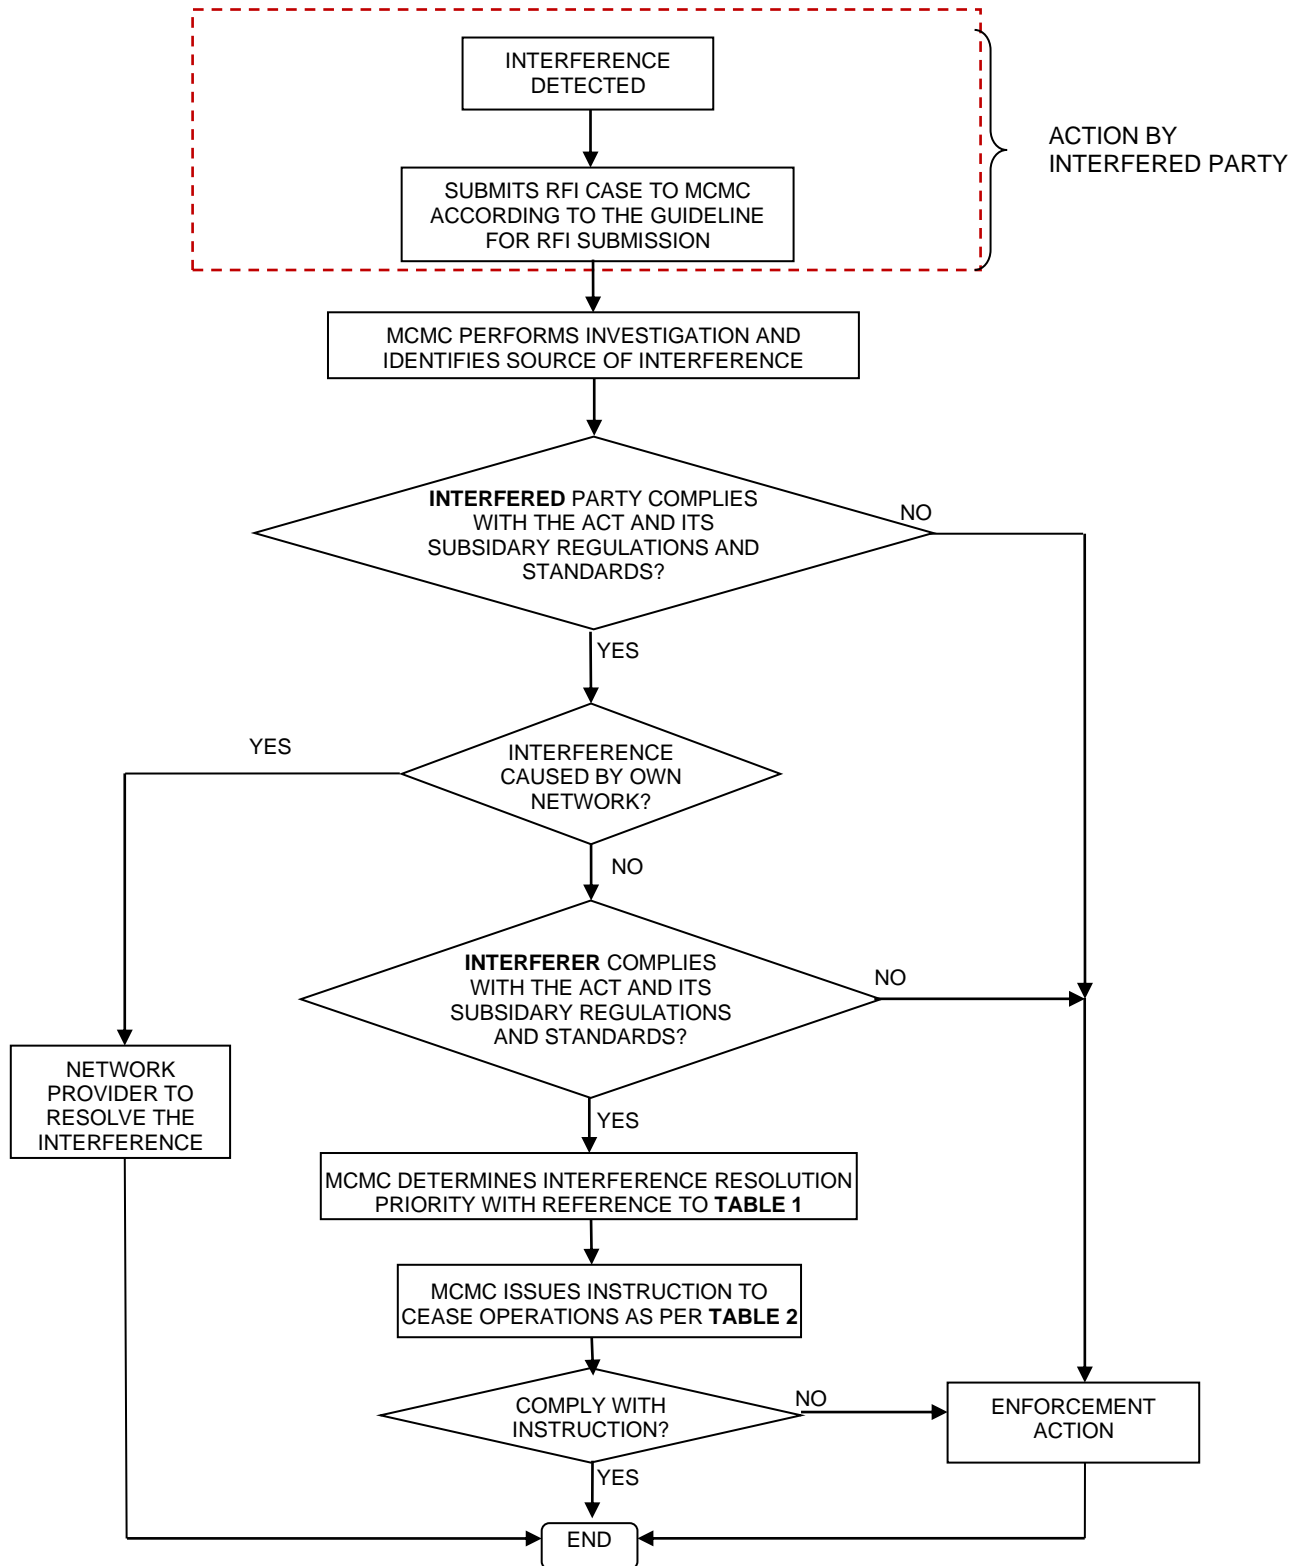 INTERFERENCE
DETECTED
ACTION BY
INTERFERED PARTY
SUBMITS RFI CASE TO MCMC
ACCORDING TO THE GUIDELINE
FOR RFI SUBMISSION
MCMC PERFORMS INVESTIGATION AND
IDENTIFIES SOURCE OF INTERFERENCE
INTERFERED PARTY COMPLIES
WITH THE ACT AND ITS
SUBSIDARY REGULATIONS AND
STANDARDS?
NO
YES
INTERFERENCE
CAUSED BY OWN
NETWORK?
YES
NO
INTERFERER COMPLIES
WITH THE ACT AND ITS
SUBSIDARY REGULATIONS
AND STANDARDS?
NO
NETWORK
PROVIDER TO
RESOLVE THE
INTERFERENCE
YES
MCMC DETERMINES INTERFERENCE RESOLUTION
PRIORITY WITH REFERENCE TO TABLE 1
MCMC ISSUES INSTRUCTION TO
CEASE OPERATIONS AS PER TABLE 2
COMPLY WITH
INSTRUCTION?
NO
ENFORCEMENT
ACTION
YES
END